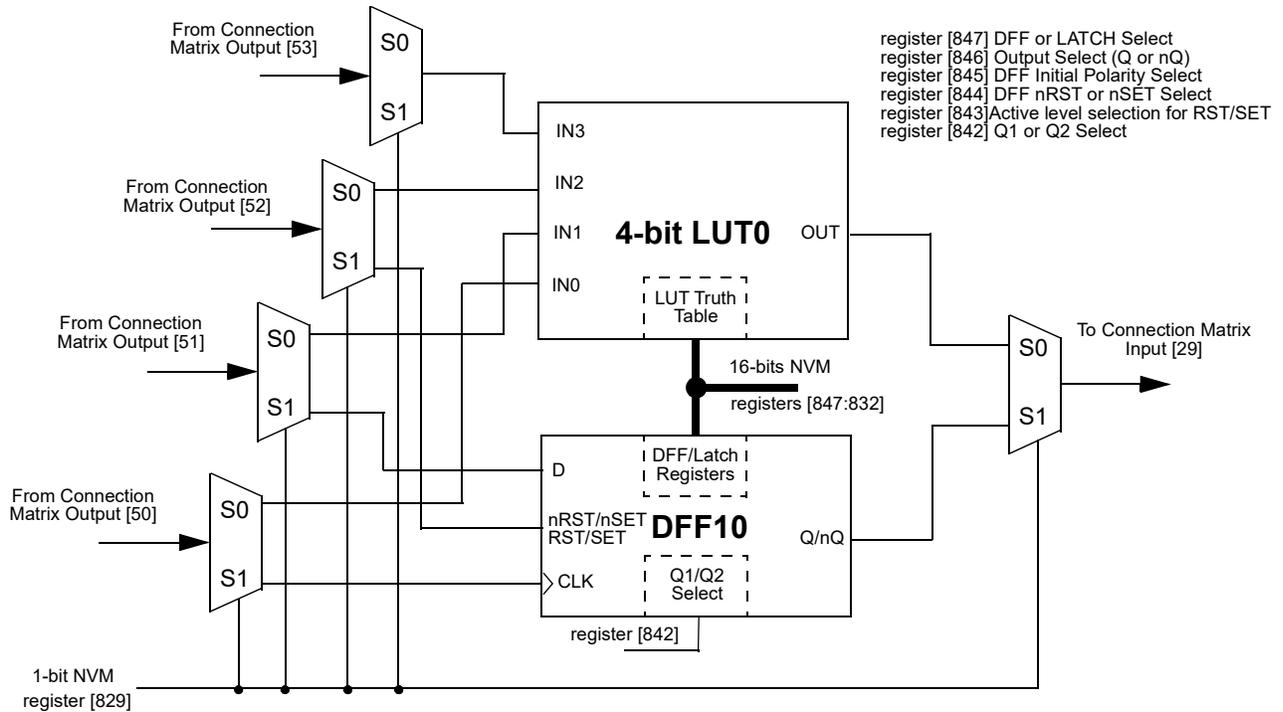 From Connection
Matrix Output [53]
S0
S1
register [847] DFF or LATCH Select
register [846] Output Select (Q or nQ)
register [845] DFF Initial Polarity Select
register [844] DFF nRST or nSET Select
register [843]Active level selection for RST/SET
register [842] Q1 or Q2 Select
From Connection
Matrix Output [52]
S0
S1
IN3
IN2
IN1
IN0
4-bit LUT0
OUT
LUT Truth
Table
From Connection
Matrix Output [51]
S0
S1
16-bits NVM
registers [847:832]
S0
S1
To Connection Matrix
Input [29]
From Connection
Matrix Output [50]
S0
S1
D
nRST/nSET
RST/SET
CLK
DFF/Latch
Registers
DFF10
Q/nQ
Q1/Q2
Select
register [842]
1-bit NVM
register [829]